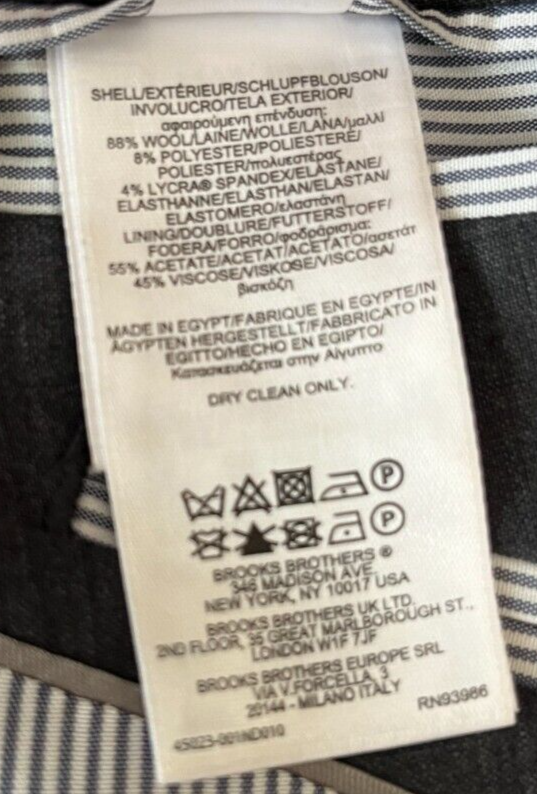 SHELL/EXTÉRIEUR/SCHLUPFBLOUSON/
INVOLUCRO/TELA EXTERIOR/
αφαιρούμενη επένδυση:
88% WOOL/LAINE/WOLLE/LANA/μαλλί
8% POLYESTER/POLIESTERE/
POLIESTER/πολυεστέρας
4% LYCRA® SPANDEX/ELASTANE/
ELASTHANNE/ELASTHAN/ELASTAN/
ELASTOMERO/ελαστάνη
LINING/DOUBLURE/FUTTERSTOFF/
FODERA/FORRO/φοδράρισμα:
55% ACETATE/ACETAT/ACETATO/ασετάτ
45% VISCOSE/VISKOSE/VISCOSA/
βισκόζη
MADE IN EGYPT/FABRIQUE EN EGYPTE/IN
ÄGYPTEN HERGESTELLT/FABBRICATO IN
EGITTO/HECHO EN EGIPTO/
Κατασκευάζεται στην Αίγυπτο
DRY CLEAN ONLY.
P
P
BROOKS BROTHERS ®
346 MADISON AVE.
NEW YORK, NY 10017 USA
BROOKS BROTHERS UK LTD.
2ND FLOOR, 35 GREAT MARLBOROUGH ST.,
LONDON W1F 7JF
BROOKS BROTHERS EUROPE SRL
VIA V.FORCELLA, 3
20144 - MILANO ITALY
RN93986